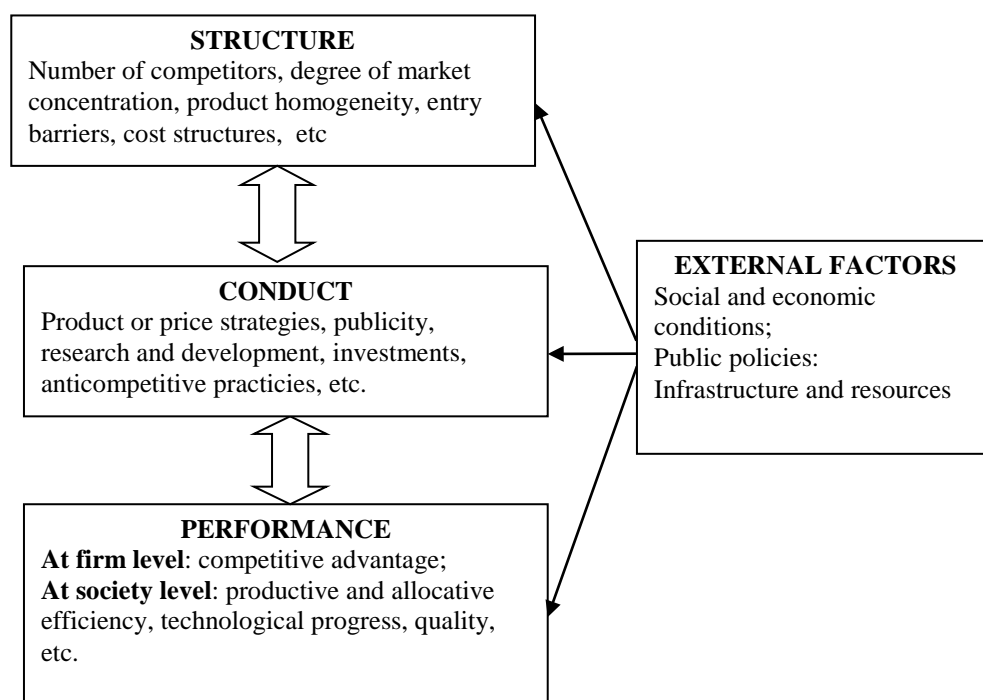 STRUCTURE
Number of competitors, degree of market
concentration, product homogeneity, entry
barriers, cost structures, etc
CONDUCT
Product or price strategies, publicity,
research and development, investments,
anticompetitive practicies, etc.
PERFORMANCE
At firm level: competitive advantage;
At society level: productive and allocative
efficiency, technological progress, quality,
etc.
EXTERNAL FACTORS
Social and economic
conditions;
Public policies:
Infrastructure and resources